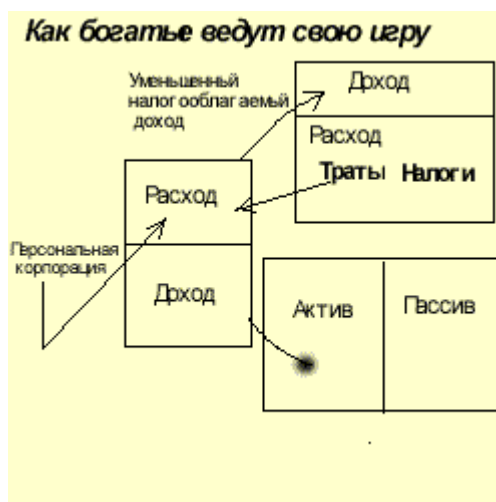 Как богатые ведут свою игру
Уменьшенный
налогооблагаемый
доход
Доход
Расход
Траты Налоги
Расход
Персональная
корпорация
Доход
Актив
Пассив